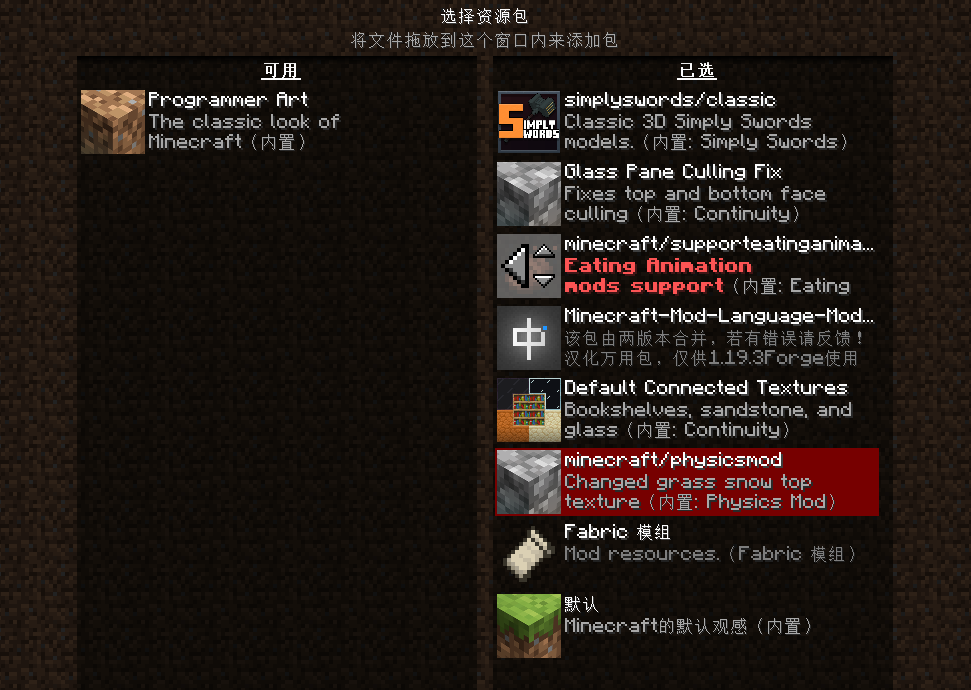 选择资源包
将文件拖放到这个窗口内来添加包
可用
Programmer Art
The classic look of
Minecraft（内置）
已选
SIMPLY
SWORDS
simplyswords/classic
Classic 3D Simply Swords
models.（内置: Simply Swords）
Glass Pane Culling Fix
Fixes top and bottom face
culling（内置: Continuity）
minecraft/supporteatinganima...
Eating Animation
mods support（内置: Eating
中
Minecraft-Mod-Language-Mod...
该包由两版本合并，若有错误请反馈！
汉化万用包，仅供1.19.3Forge使用
Default Connected Textures
Bookshelves, sandstone, and
glass（内置: Continuity）
minecraft/physicsmod
Changed grass snow top
texture（内置: Physics Mod）
Fabric 模组
Mod resources.（Fabric 模组）
默认
Minecraft的默认观感（内置）